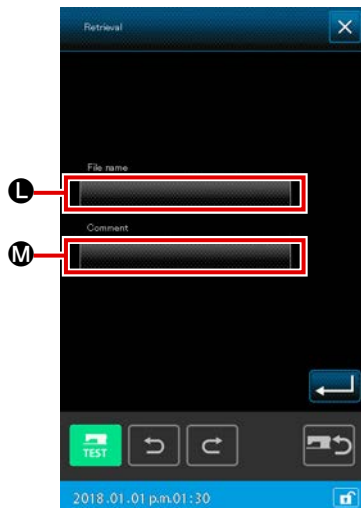 Retrieval
File name
L
Comment
M
TEST
2018.01.01 p.m.01:30